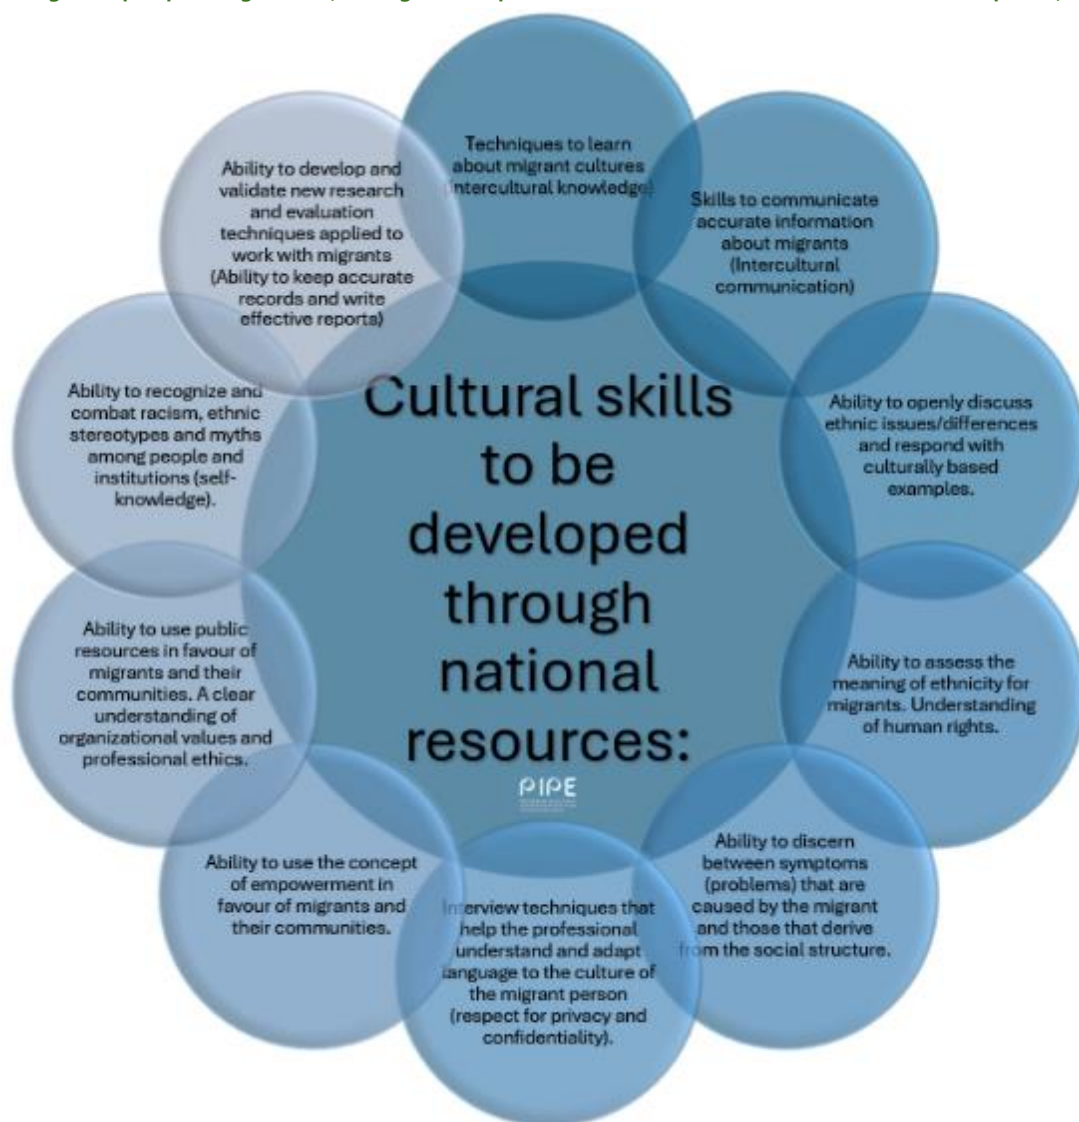 Techniques to learn
about migrant cultures
(intercultural knowledge)
Skills to communicate
accurate information
about migrants
(Intercultural
communication)
Ability to openly discuss
ethnic issues/differences
and respond with
culturally based
examples.
Ability to assess the
meaning of ethnicity for
migrants. Understanding
of human rights.
Ability to discern
between symptoms
(problems) that are
caused by the migrant
and those that derive
from the social structure.
Interview techniques that
help the professional
understand and adapt
language to the culture of
the migrant person
(respect for privacy and
confidentiality).
Ability to use the concept
of empowerment in
favour of migrants and
their communities.
Ability to use public
resources in favour of
migrants and their
communities. A clear
understanding of
organizational values and
professional ethics.
Ability to recognize and
combat racism, ethnic
stereotypes and myths
among people and
institutions (self-
knowledge).
Ability to develop and
validate new research
and evaluation
techniques applied to
work with migrants
(Ability to keep accurate
records and write
effective reports)
Cultural skills
to be
developed
through
national
resources:
PIPE